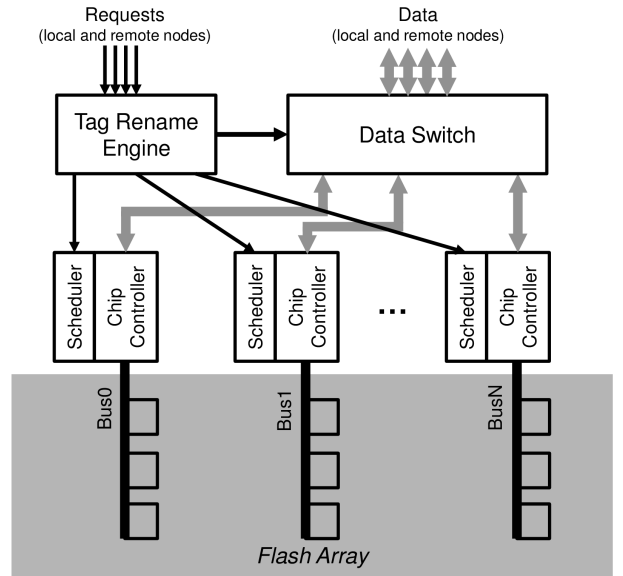 Requests
(local and remote nodes)
Data
(local and remote nodes)
Tag Rename
Engine
Data Switch
Scheduler
Chip
Controller
Scheduler
Chip
Controller
...
Scheduler
Chip
Controller
Bus0
Bus1
BusN
Flash Array